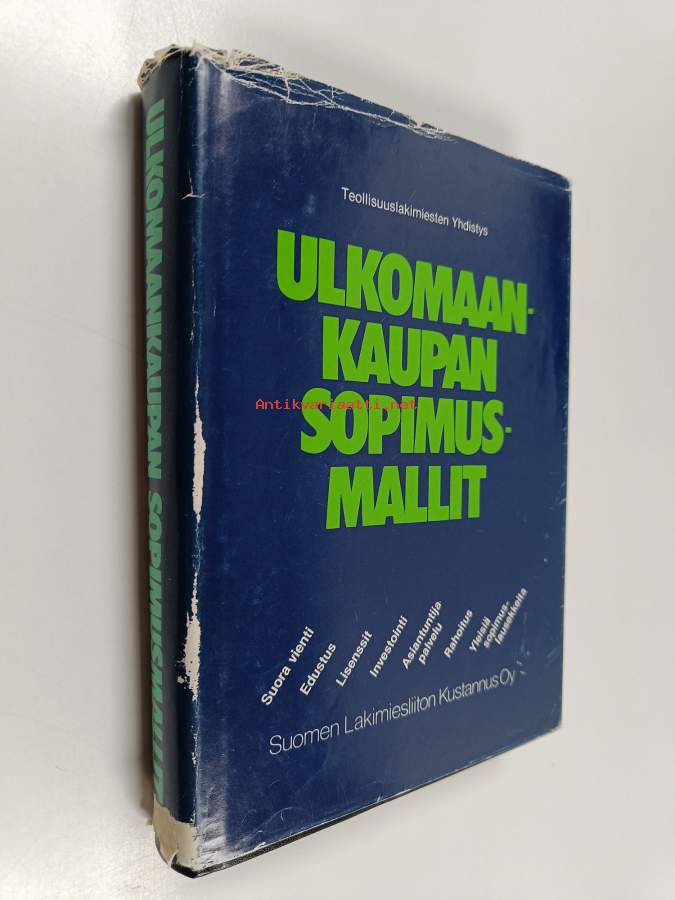 ULKOMAANKAUPAN SOPIMUSMALLIT
Teollisuuslakimiesten Yhdistys
ULKOMAAN-
KAUPAN
Antikvariaatti.net
SOPIMUS-
MALLIT
Suora vienti
Edustus
Lisenssit
Investointi
Asiantuntija
palvelu
Rahoitus
Yleisiä
sopimus-
lausekkeita
Suomen Lakimiesliiton Kustannus Oy